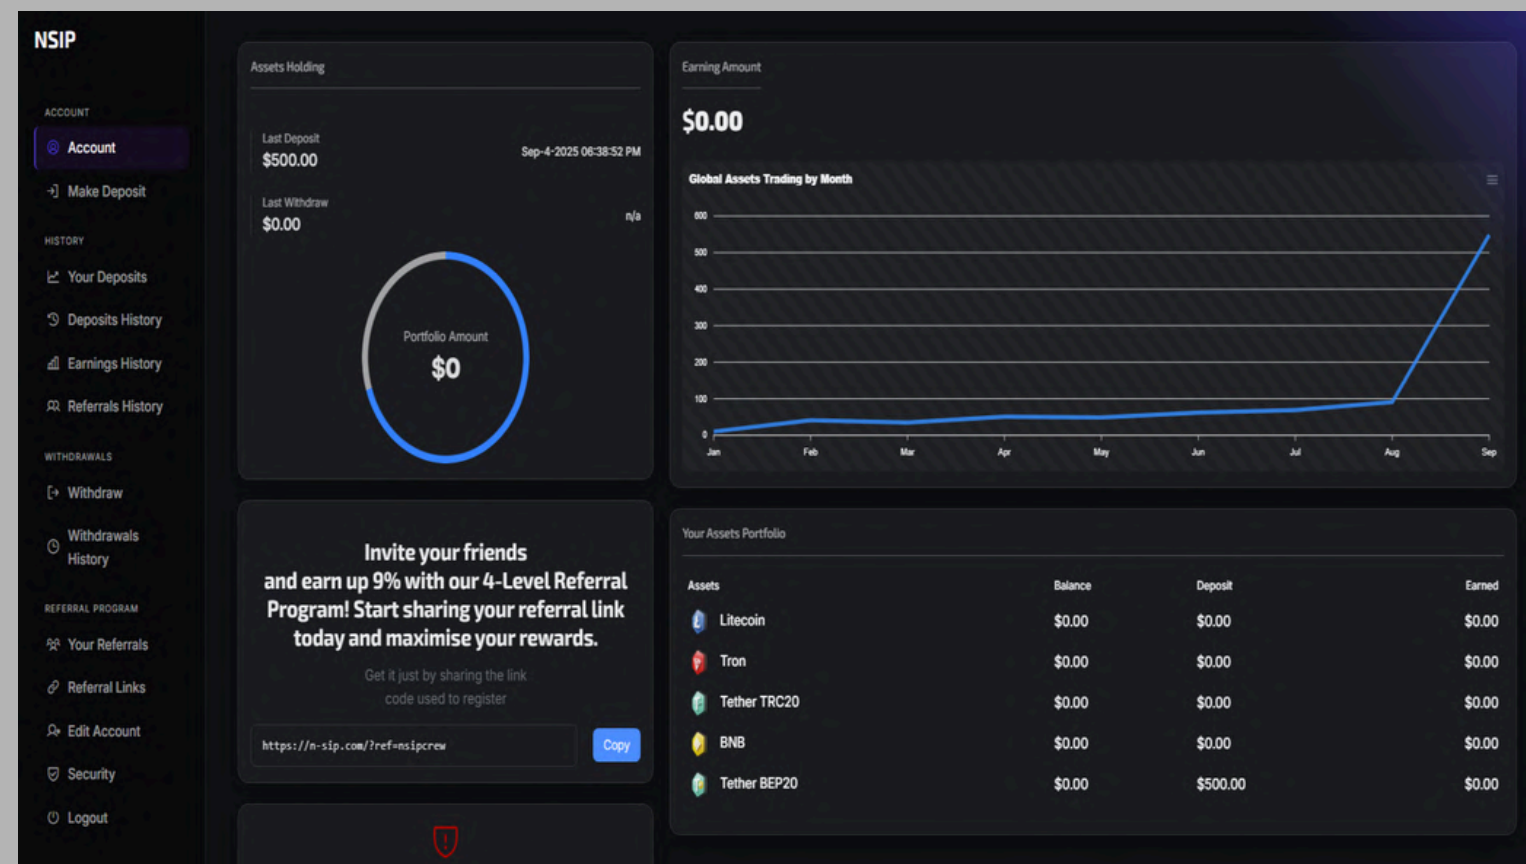 NSIP
ACCOUNT
Account
Make Deposit
HISTORY
Your Deposits
Deposits History
Earnings History
Referrals History
WITHDRAWALS
Withdraw
Withdrawals
History
REFERRAL PROGRAM
Your Referrals
Referral Links
Edit Account
Security
Logout
Assets Holding
Last Deposit
$500.00
Sep-4-2025 06:38:52 PM
Last Withdraw
$0.00
n/a
Portfolio Amount
$0
Invite your friends
and earn up 9% with our 4-Level Referral
Program! Start sharing your referral link
today and maximise your rewards.
Get it just by sharing the link
code used to register
https://n-sip.com/?ref=nsipcrew
Copy
Earning Amount
$0.00
Global Assets Trading by Month
600
500
400
300
200
100
0
Jan Feb Mar Apr May Jun Jul Aug Sep
Your Assets Portfolio
Assets Balance Deposit Earned
Litecoin $0.00 $0.00 $0.00
Tron $0.00 $0.00 $0.00
Tether TRC20 $0.00 $0.00 $0.00
BNB $0.00 $0.00 $0.00
Tether BEP20 $0.00 $500.00 $0.00